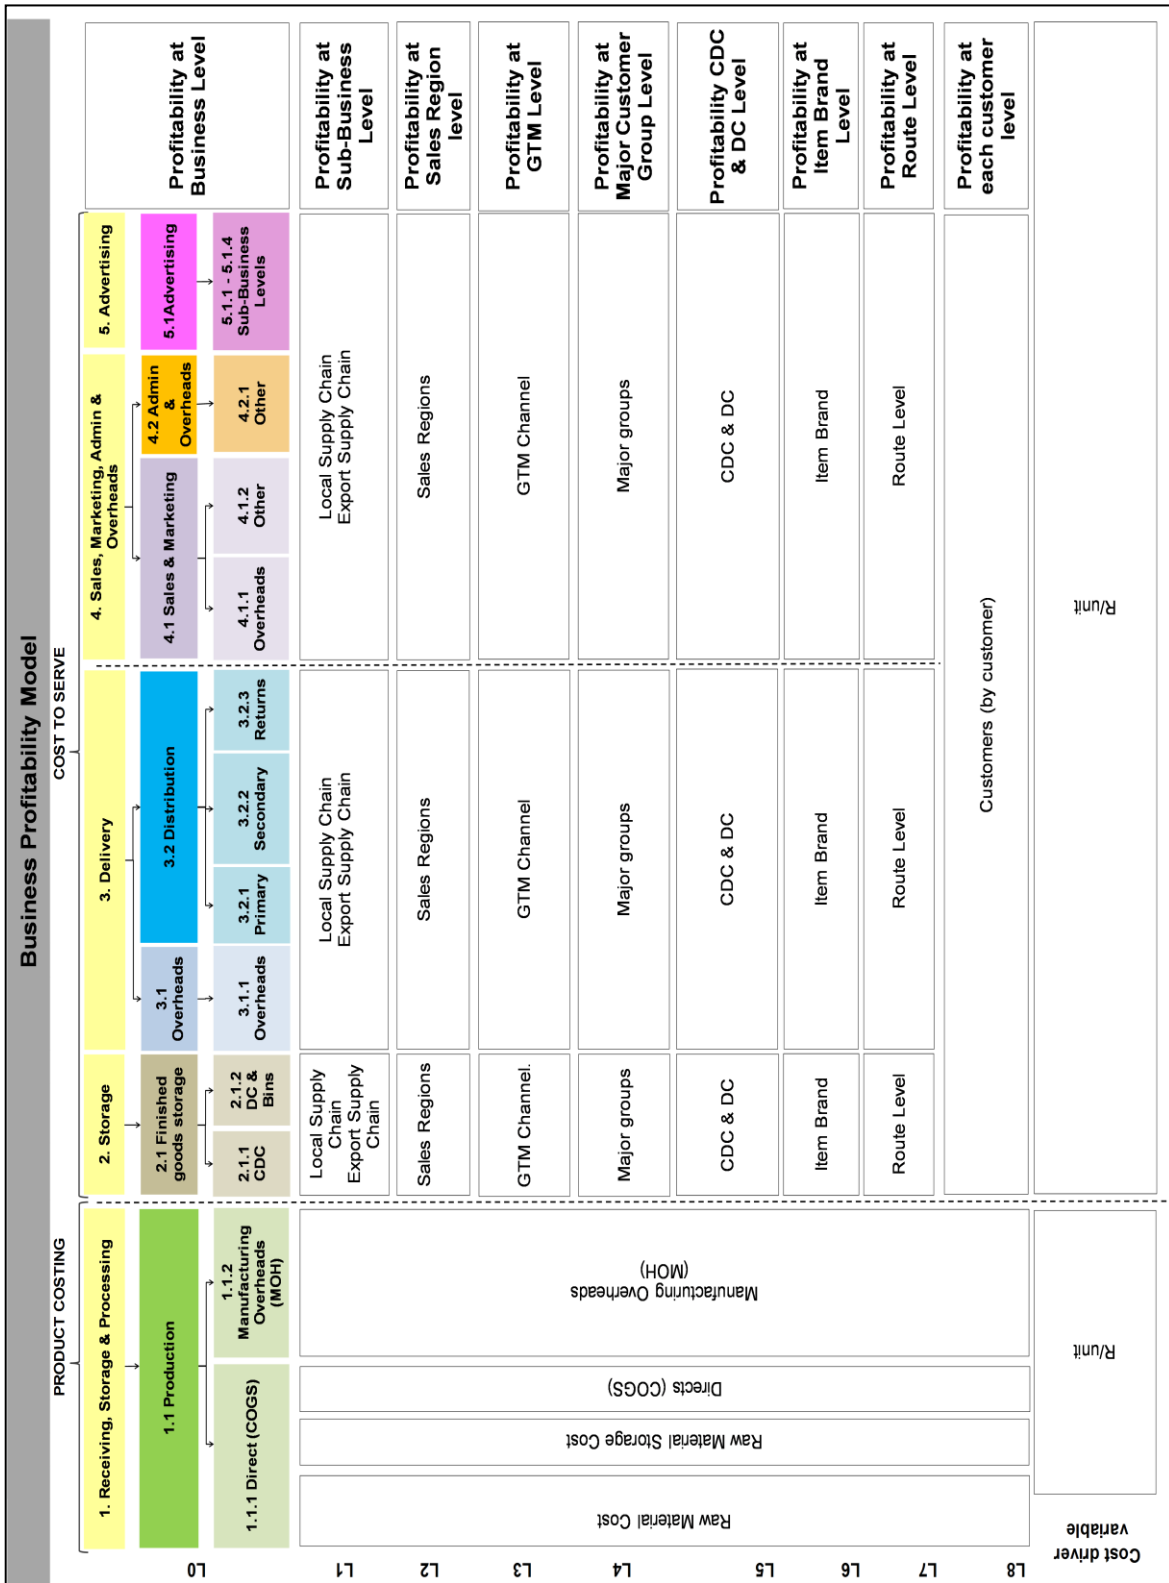 Business Profitability Model
PRODUCT COSTING
COST TO SERVE
1. Receiving, Storage & Processing
2. Storage
3. Delivery
4. Sales, Marketing, Admin &
Overheads
5. Advertising
L0
1.1 Production
2.1 Finished
goods storage
3.1
Overheads
3.2 Distribution
4.1 Sales & Marketing
4.2 Admin
&
Overheads
5.1Advertising
Profitability at
Business Level
1.1.1 Direct (COGS)
1.1.2
Manufacturing
Overheads
(MOH)
2.1.1
CDC
2.1.2
DC &
Bins
3.1.1
Overheads
3.2.1
Primary
3.2.2
Secondary
3.2.3
Returns
4.1.1
Overheads
4.1.2
Other
4.2.1
Other
5.1.1 - 5.1.4
Sub-Business
Levels
L1
Raw Material
Cost
Raw Material Storage Cost
Directs (COGS)
Manufacturing Overheads
(MOH)
Local Supply
Chain
Export Supply
Chain
Local Supply Chain
Export Supply Chain
Local Supply Chain
Export Supply Chain
Profitability at
Sub-Business
Level
L2
Sales Regions
Sales Regions
Sales Regions
Profitability at
Sales Region
level
L3
GTM Channel.
GTM Channel
GTM Channel
Profitability at
GTM Level
L4
Major groups
Major groups
Major groups
Profitability at
Major Customer
Group Level
L5
CDC & DC
CDC & DC
CDC & DC
Profitability CDC
& DC Level
L6
Item Brand
Item Brand
Item Brand
Profitability at
Item Brand
Level
L7
Route Level
Route Level
Route Level
Profitability at
Route Level
L8
Customers (by customer)
Profitability at
each customer
level
Cost driver
variable
R/unit
R/unit